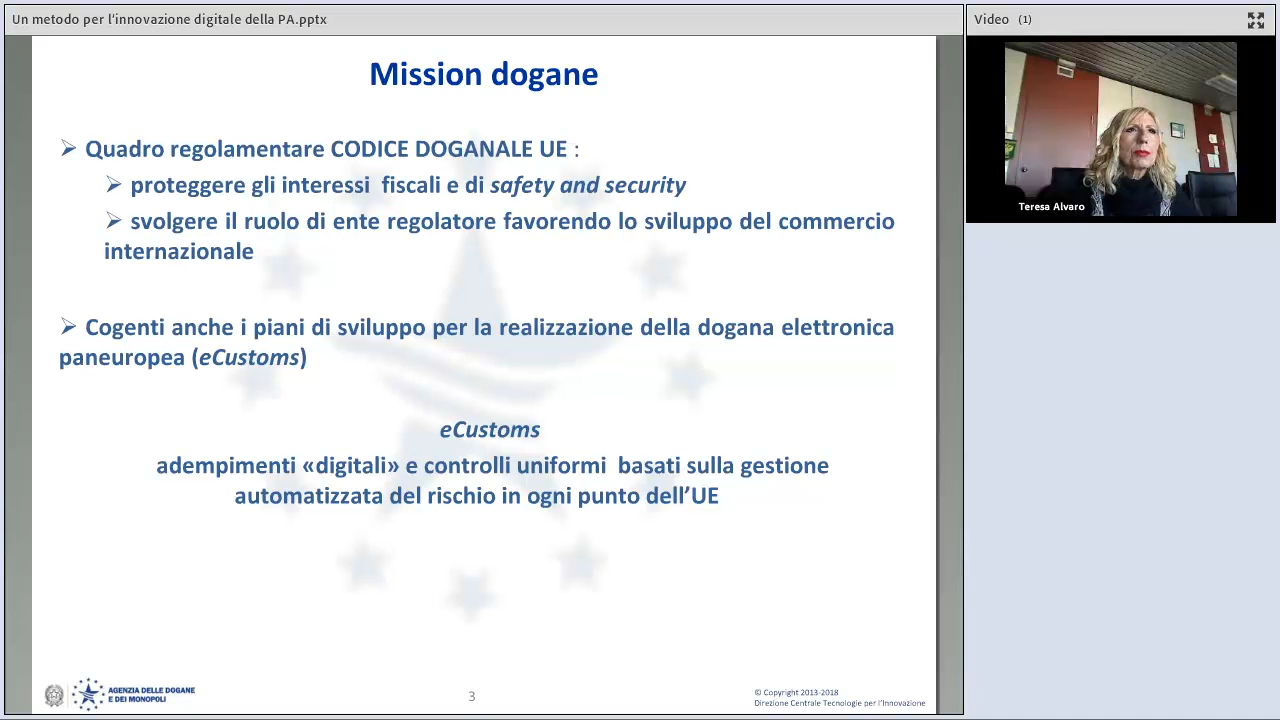 Un metodo per l'innovazione digitale della PA.pptx
Video (1)
Mission dogane
Quadro regolamentare CODICE DOGANALE UE :
proteggere gli interessi fiscali e di safety and security
svolgere il ruolo di ente regolatore favorendo lo sviluppo del commercio
internazionale
Cogenti anche i piani di sviluppo per la realizzazione della dogana elettronica
paneuropea (eCustoms)
eCustoms
adempimenti «digitali» e controlli uniformi basati sulla gestione
automatizzata del rischio in ogni punto dell’UE
AGENZIA DELLE DOGANE
E DEI MONOPOLI
3
© Copyright 2013-2018
Direzione Centrale Tecnologie per l’Innovazione
Teresa Alvaro